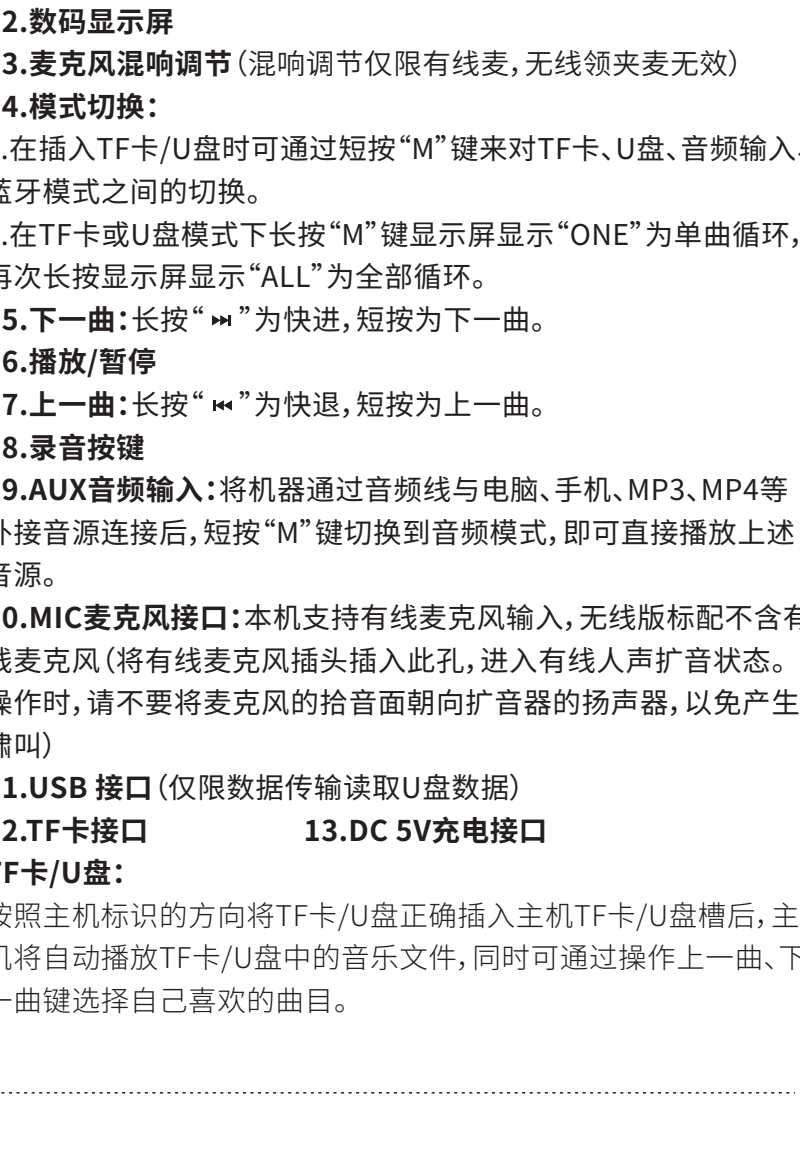 2.数码显示屏
3.麦克风混响调节(混响调节仅限有线麦,无线领夹麦无效)
4.模式切换:
.在插入TF卡/U盘时可通过短按“M”键来对TF卡、U盘、音频输入、
蓝牙模式之间的切换。
.在TF卡或U盘模式下长按“M”键显示屏显示“ONE”为单曲循环,
再次长按显示屏显示“ALL”为全部循环。
5.下一曲:长按“⏭”为快进,短按为下一曲。
6.播放/暂停
7.上一曲:长按“⏮”为快退,短按为上一曲。
8.录音按键
9.AUX音频输入:将机器通过音频线与电脑、手机、MP3、MP4等
外接音源连接后,短按“M”键切换到音频模式,即可直接播放上述
音源。
0.MIC麦克风接口:本机支持有线麦克风输入,无线版标配不含有
线麦克风(将有线麦克风插头插入此孔,进入有线人声扩音状态。
操作时,请不要将麦克风的拾音面朝向扩音器的扬声器,以免产生
啸叫)
1.USB 接口(仅限数据传输读取U盘数据)
2.TF卡接口 13.DC 5V充电接口
TF卡/U盘:
按照主机标识的方向将TF卡/U盘正确插入主机TF卡/U盘槽后,主
机将自动播放TF卡/U盘中的音乐文件,同时可通过操作上一曲、下
一曲键选择自己喜欢的曲目。